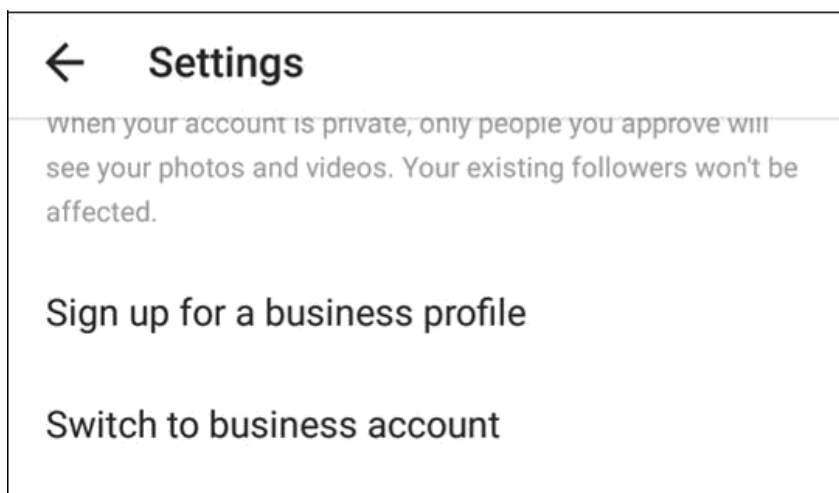 Settings
When your account is private, only people you approve will
see your photos and videos. Your existing followers won't be
affected.
Sign up for a business profile
Switch to business account